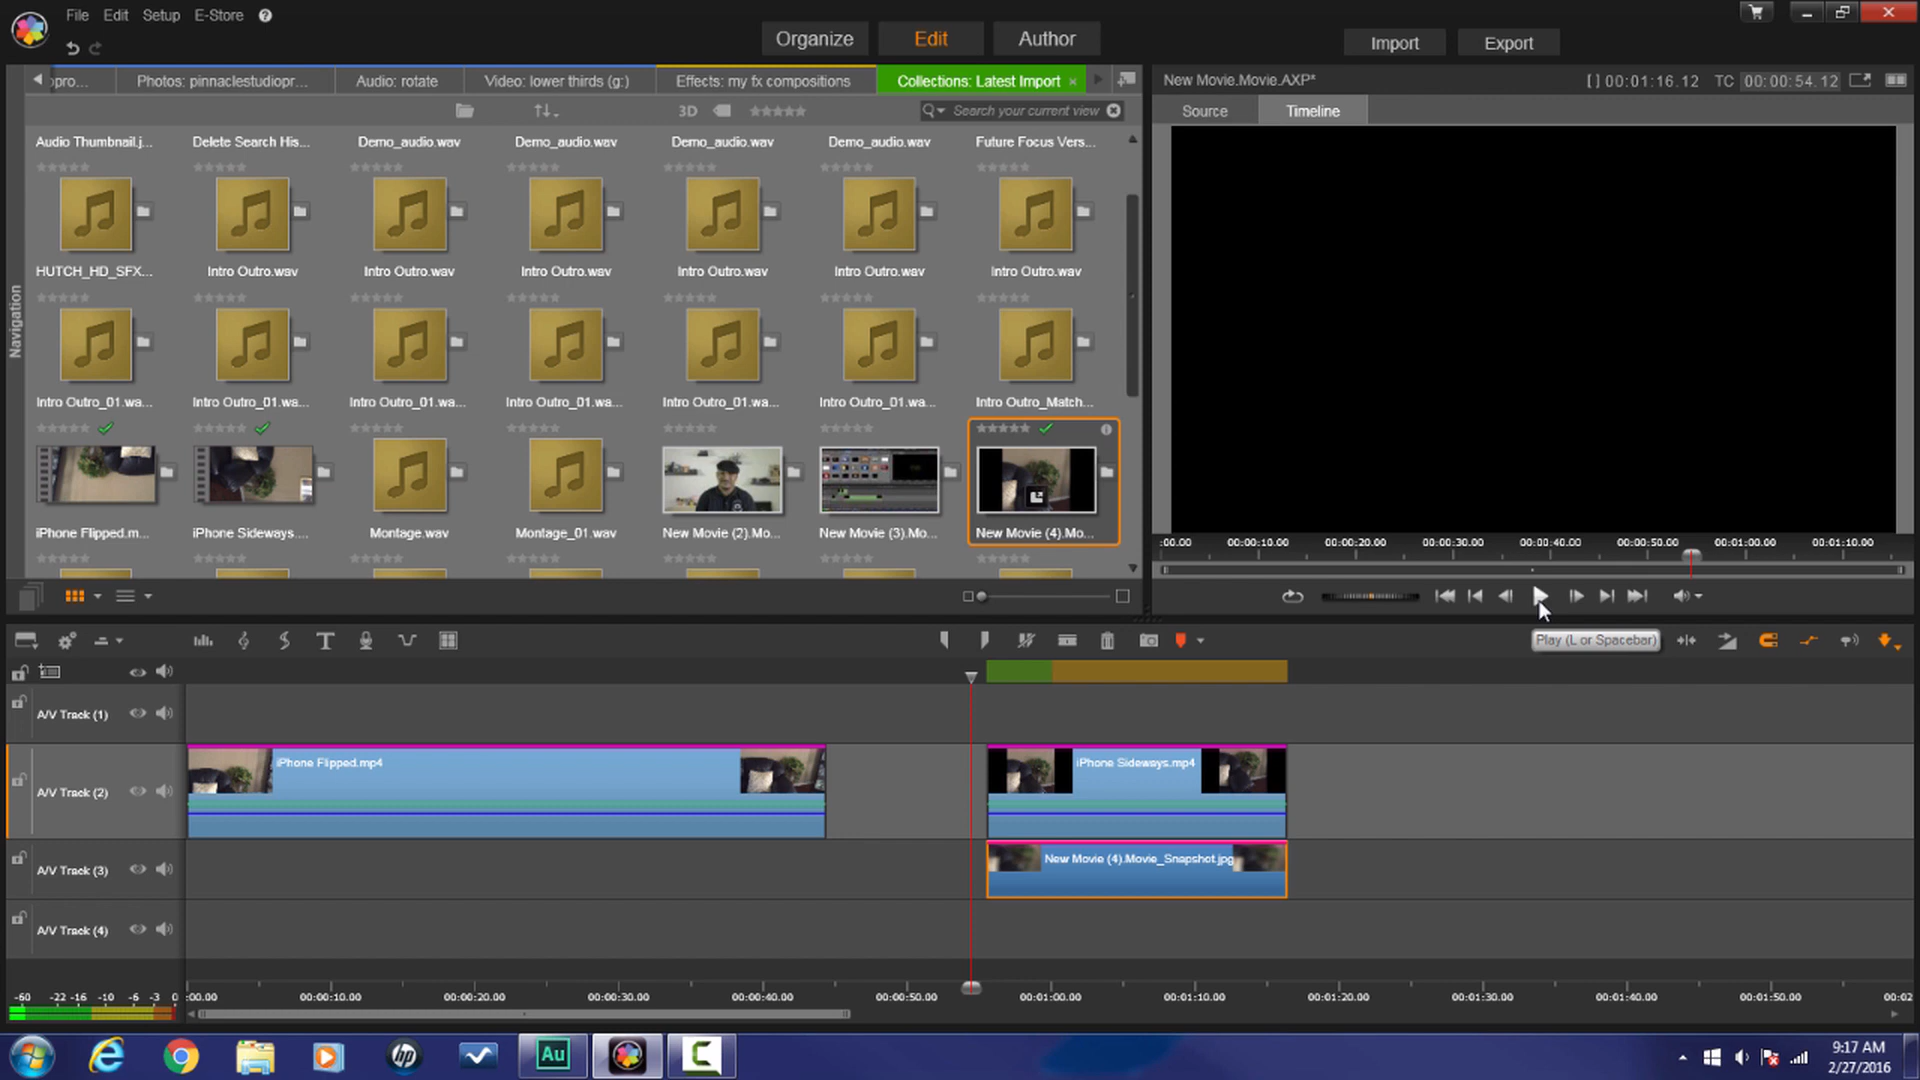 File Edit Setup E-Store
Organize Edit Author Import Export
opro... Photos: pinnaclestudiopr... Audio: rotate Video: lower thirds (g:) Effects: my fx compositions Collections: Latest Import
3D Search your current view
Audio Thumbnail.j... Delete Search His... Demo_audio.wav Demo_audio.wav Demo_audio.wav Demo_audio.wav Future Focus Vers...
HUTCH_HD_SFX... Intro Outro.wav Intro Outro.wav Intro Outro.wav Intro Outro.wav Intro Outro.wav Intro Outro.wav
Navigation
Intro Outro_01.wa... Intro Outro_01.wa... Intro Outro_01.wa... Intro Outro_01.wa... Intro Outro_01.wa... Intro Outro_01.wa... Intro Outro_Match...
iPhone Flipped.m... iPhone Sideways.... Montage.wav Montage_01.wav New Movie (2).Mo... New Movie (3).Mo... New Movie (4).Mo...
New Movie.Movie.AXP* [ ] 00:01:16.12 TC 00:00:54.12
Source Timeline
:00.00 00:00:10.00 00:00:20.00 00:00:30.00 00:00:40.00 00:00:50.00 00:01:00.00 00:01:10.00
Play (L or Spacebar)
A/V Track (1)
iPhone Flipped.mp4 iPhone Sideways.mp4
A/V Track (2)
New Movie (4).Movie_Snapshot.jpg
A/V Track (3)
A/V Track (4)
-60 -22 -16 -10 -6 -3 0 :00.00 00:00:10.00 00:00:20.00 00:00:30.00 00:00:40.00 00:00:50.00 00:01:00.00 00:01:10.00 00:01:20.00 00:01:30.00 00:01:40.00 00:01:50.00 00:02
hp Au C
9:17 AM
2/27/2016